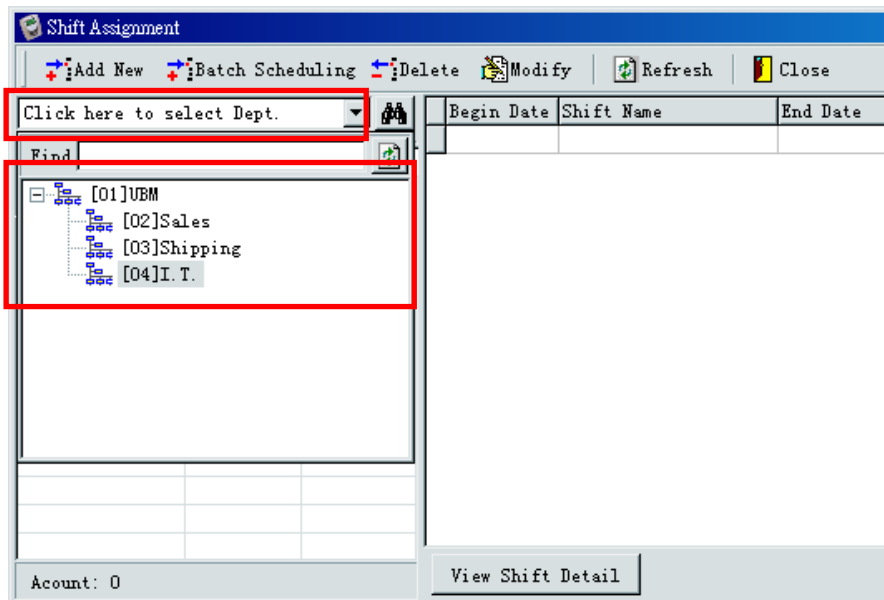 Shift Assignment
Add New Batch Scheduling Delete Modify Refresh Close
Click here to select Dept.
Begin Date Shift Name End Date
Find
[01]UBM
[02]Sales
[03]Shipping
[04]I.T.
Acount: 0
View Shift Detail